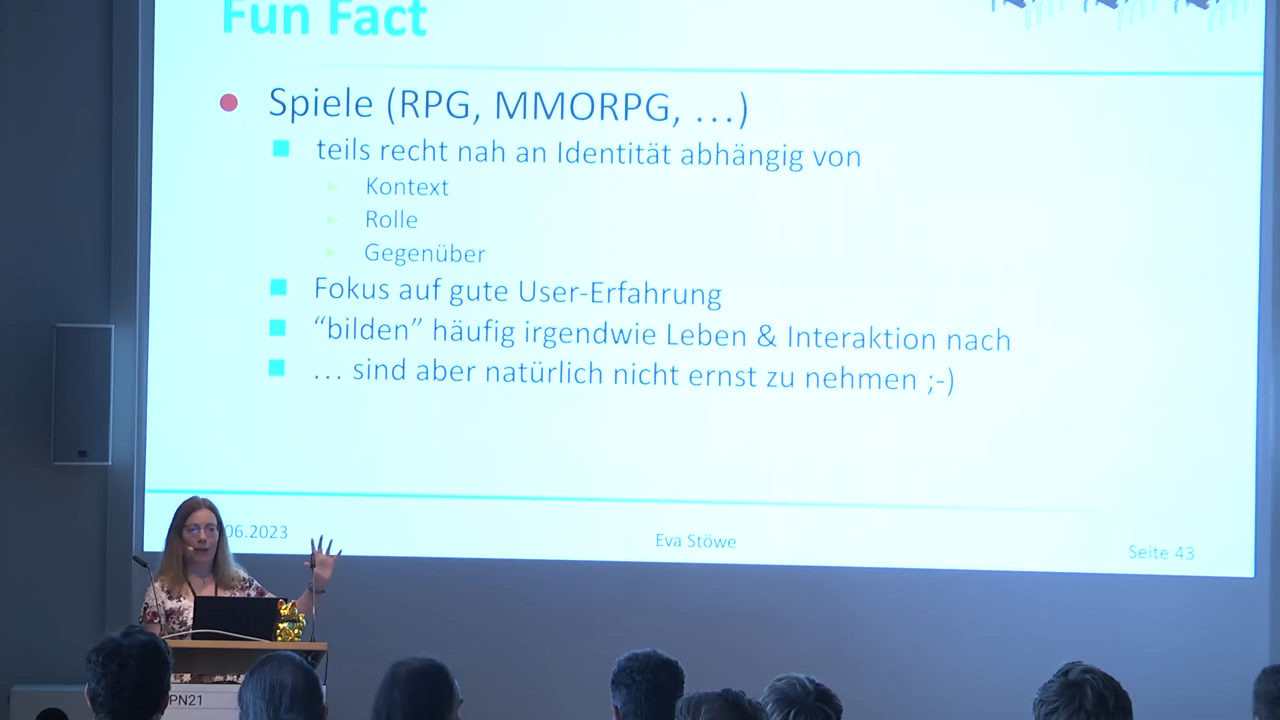 Fun Fact
Spiele (RPG, MMORPG, ...)
teils recht nah an Identität abhängig von
Kontext
Rolle
Gegenüber
Fokus auf gute User-Erfahrung
“bilden” häufig irgendwie Leben & Interaktion nach
... sind aber natürlich nicht ernst zu nehmen ;-)
06.2023
Eva Stöwe
Seite 43
PN21